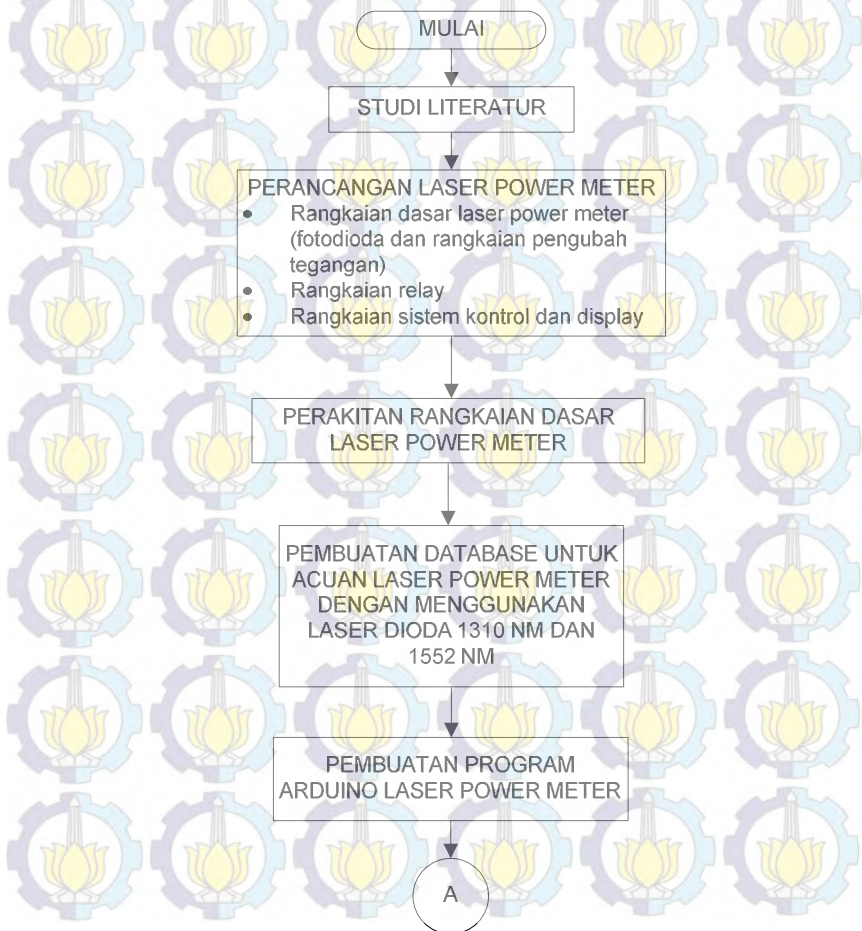 MULAI
STUDI LITERATUR
PERANCANGAN LASER POWER METER
• Rangkaian dasar laser power meter
(fotodioda dan rangkaian pengubah
tegangan)
• Rangkaian relay
• Rangkaian sistem kontrol dan display
PERAKITAN RANGKAIAN DASAR
LASER POWER METER
PEMBUATAN DATABASE UNTUK
ACUAN LASER POWER METER
DENGAN MENGGUNAKAN
LASER DIODA 1310 NM DAN
1552 NM
PEMBUATAN PROGRAM
ARDUINO LASER POWER METER
A